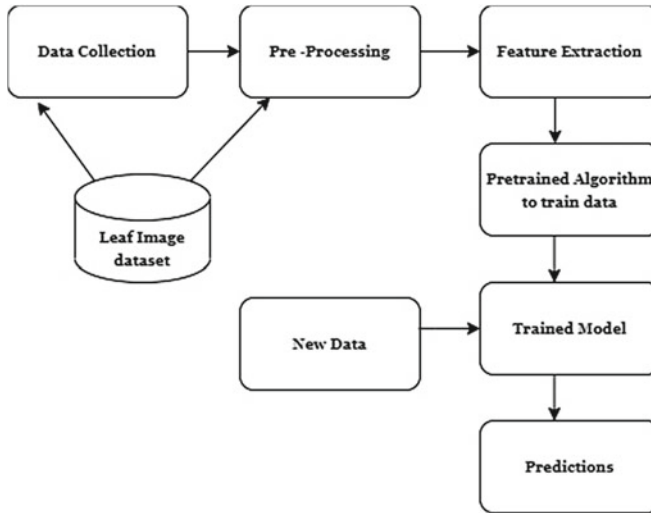 Data Collection
Pre -Processing
Feature Extraction
Pretrained Algorithm
to train data
Leaf Image
dataset
New Data
Trained Model
Predictions